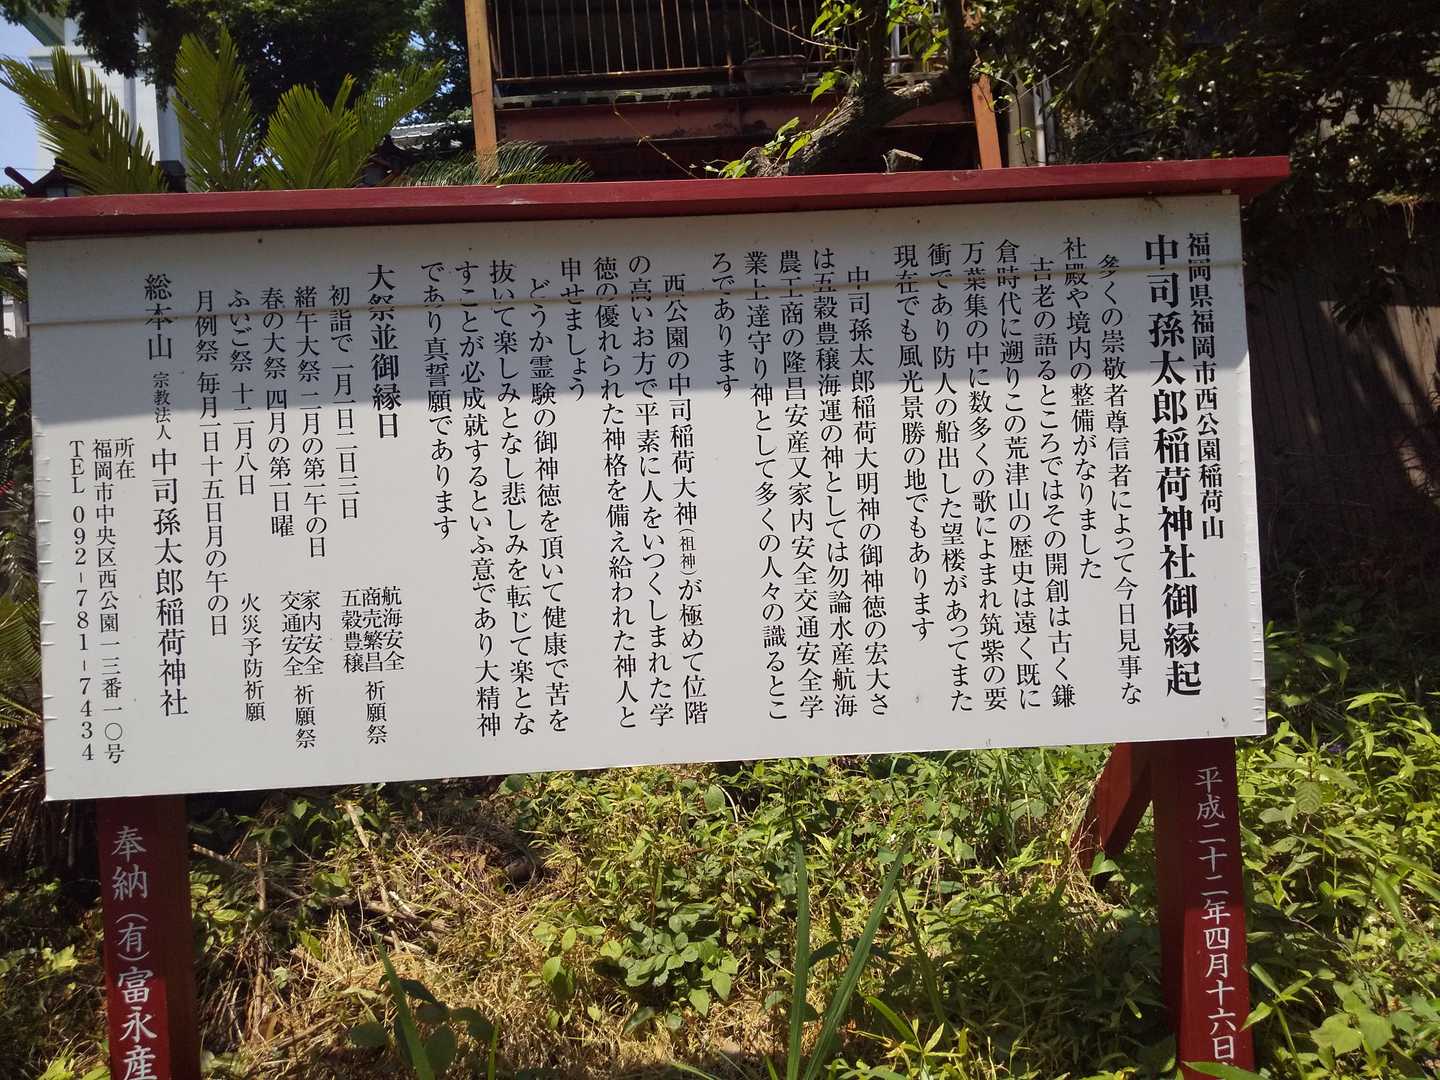 福岡県福岡市西公園稲荷山
中司孫太郎稲荷神社御縁起
多くの崇敬者尊信者によって今日見事な
社殿や境内の整備がなりました
古老の語るところではその開創は古く鎌
倉時代に遡りこの荒津山の歴史は遠く既に
万葉集の中に数多くの歌によまれ筑紫の要
衝であり防人の船出した望楼があってまた
現在でも風光景勝の地でもあります
中司孫太郎稲荷大明神の御神徳の宏大さ
は五穀豊穣海運の神としては勿論水産航海
農工商の隆昌安産又家内安全交通安全学
業上達守り神として多くの人々の識るとこ
ろであります
西公園の中司稲荷大神(祖神)が極めて位階
の高いお方で平素に人をいつくしまれた学
徳の優れられた神格を備え給われた神人と
申せましょう
どうか霊験の御神徳を頂いて健康で苦を
抜いて楽しみとなし悲しみを転じて楽とな
すことが必成就するといふ意であり大精神
であり真誓願であります
大祭並御縁日
初詣で 一月一日二日三日 航海安全 商売繁昌 五穀豊穣 祈願祭
緒午大祭 二月の第一午の日
春の大祭 四月の第一日曜 家内安全 交通安全 祈願祭
ふいご祭 十二月八日 火災予防祈願
月例祭 毎月一日十五日月の午の日
総本山 宗教法人 中司孫太郎稲荷神社
所在
福岡市中央区西公園一三番一〇号
TEL 092-781-7434
平成二十二年四月十六日
奉納(有)富永産